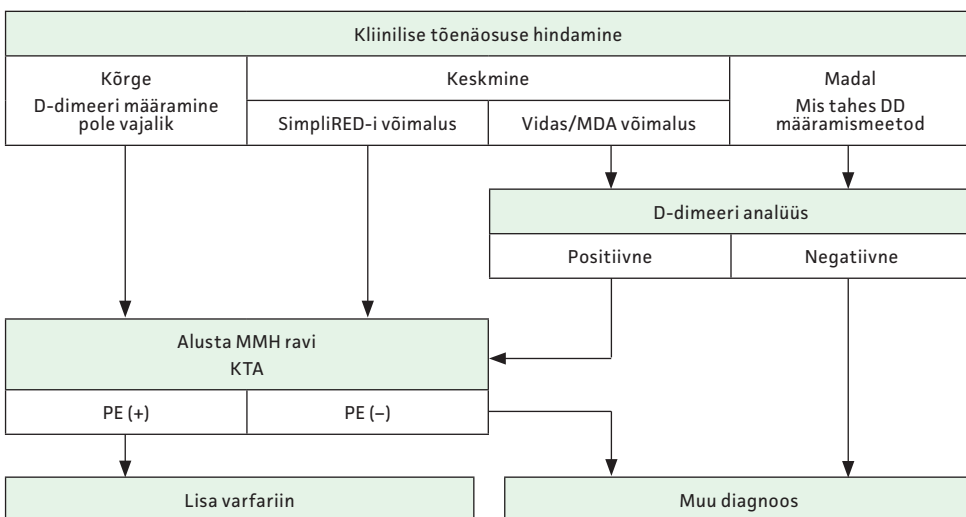 Kliinilise tõenäosuse hindamine
Kõrge
D-dimeeri määramine
pole vajalik
Keskmine
SimpliRED-i võimalus
Vidas/MDA võimalus
Madal
Mis tahes DD
määramismeetod
D-dimeeri analüüs
Positiivne
Negatiivne
Alusta MMH ravi
KTA
PE (+)
PE (–)
Lisa varfariin
Muu diagnoos